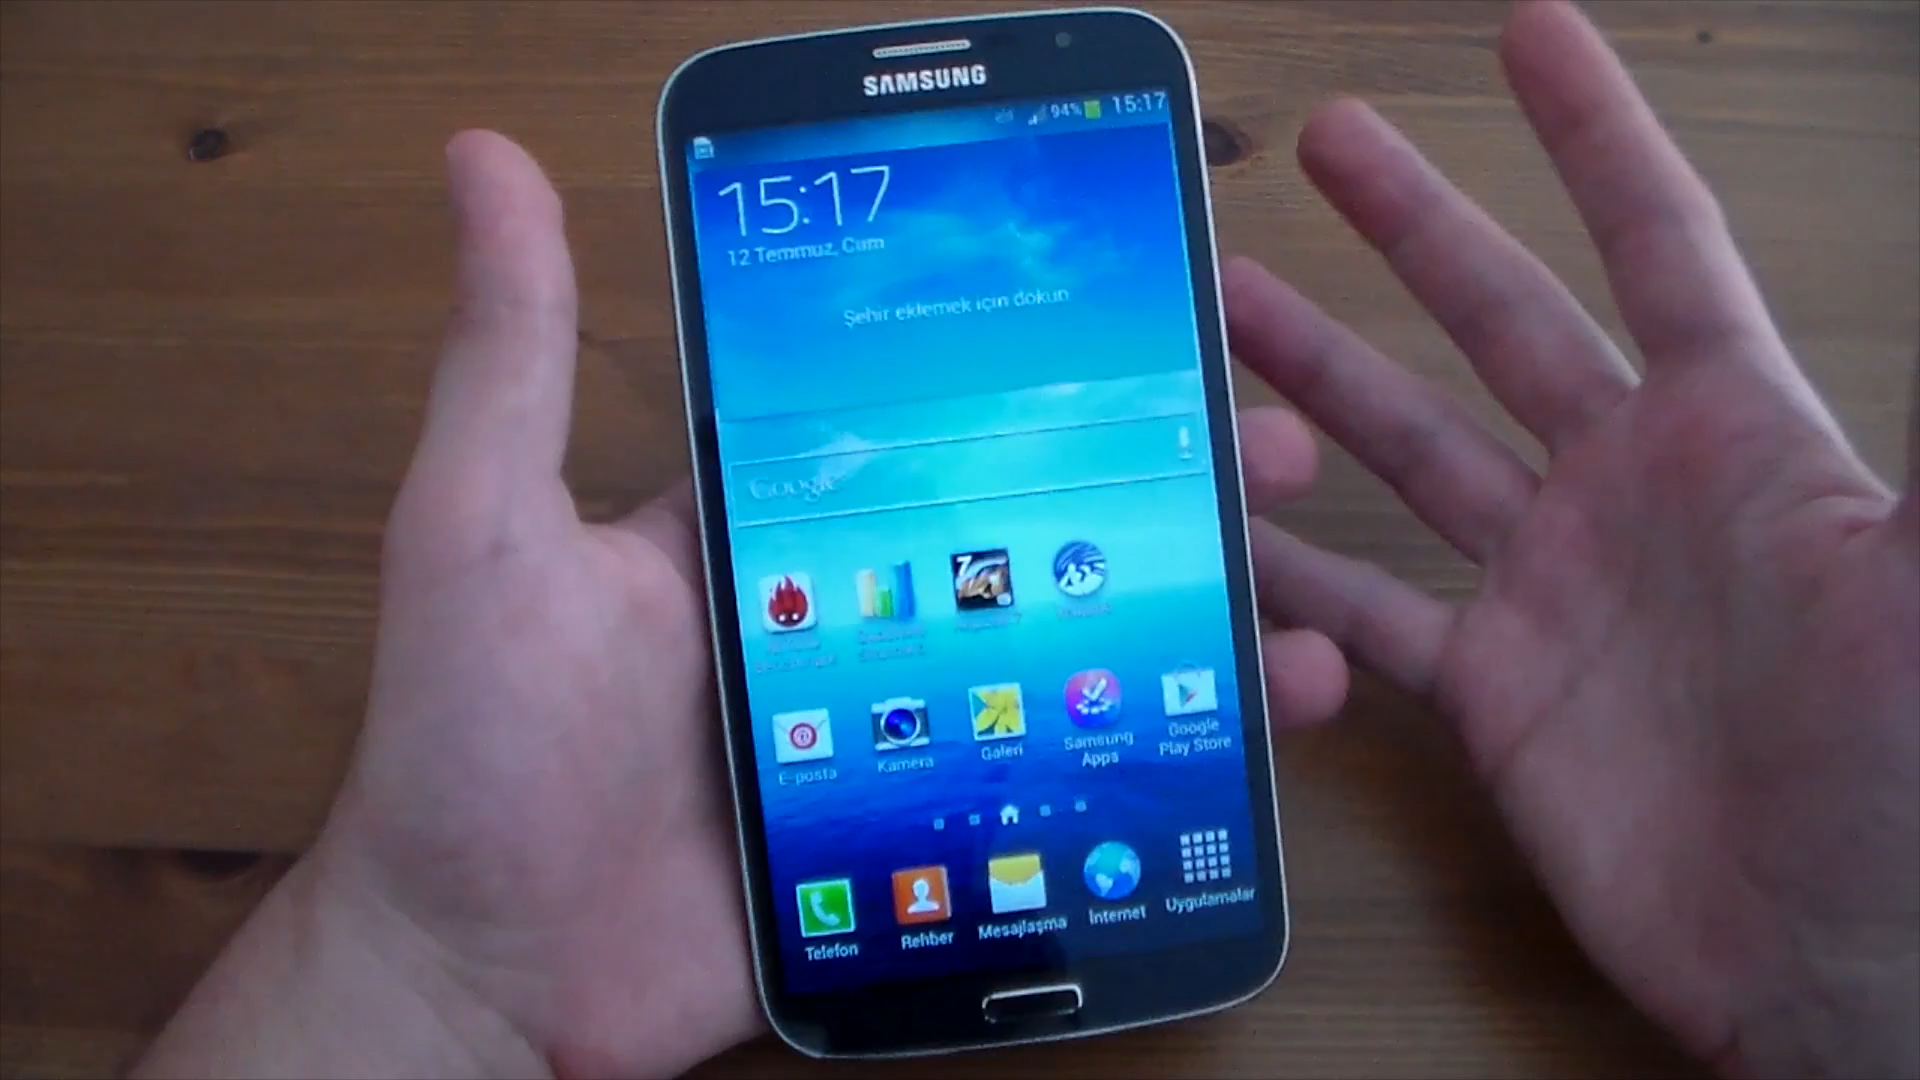 SAMSUNG
94% 15:17
15:17
12 Temmuz, Cum
Şehir eklemek için dokun
Google
E-posta
Kamera
Galeri
Samsung
Apps
Google
Play Store
Telefon
Rehber
Mesajlaşma
İnternet
Uygulamalar